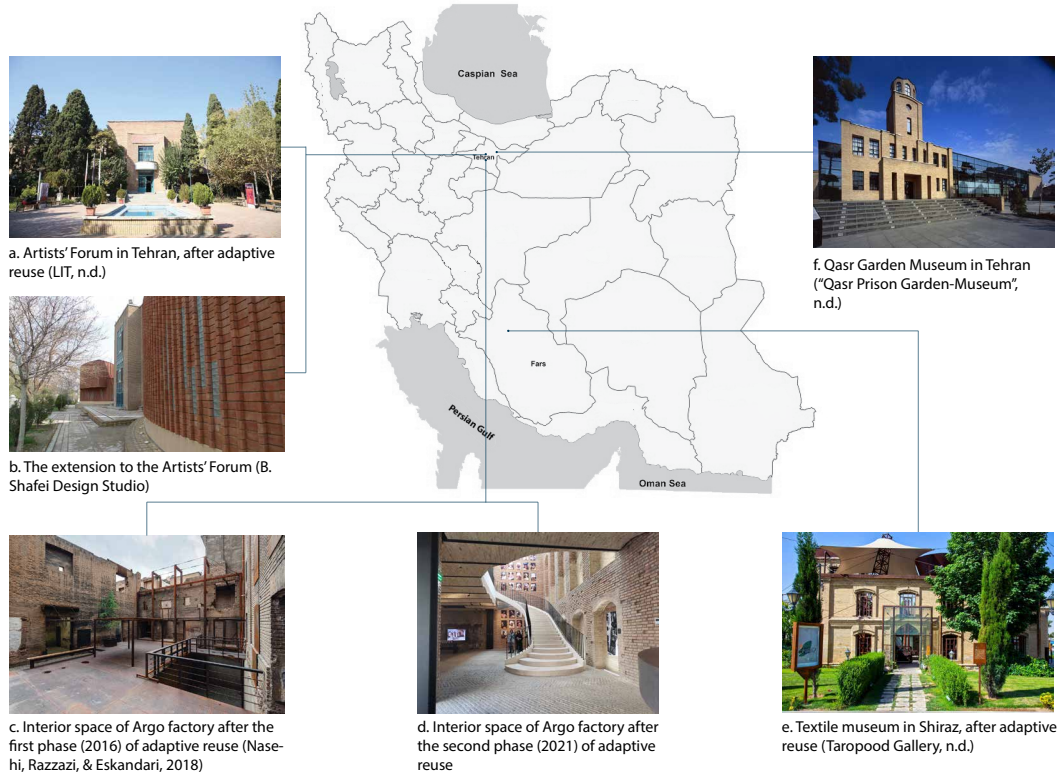 Caspian Sea
Tehran
Fars
Persian Gulf
Oman Sea
a. Artists' Forum in Tehran, after adaptive
reuse (LIT, n.d.)
b. The extension to the Artists' Forum (B.
Shafei Design Studio)
c. Interior space of Argo factory after the
first phase (2016) of adaptive reuse (Nase-
hi, Razzazi, & Eskandari, 2018)
d. Interior space of Argo factory after
the second phase (2021) of adaptive
reuse
e. Textile museum in Shiraz, after adaptive
reuse (Taropood Gallery, n.d.)
f. Qasr Garden Museum in Tehran
("Qasr Prison Garden-Museum",
n.d.)